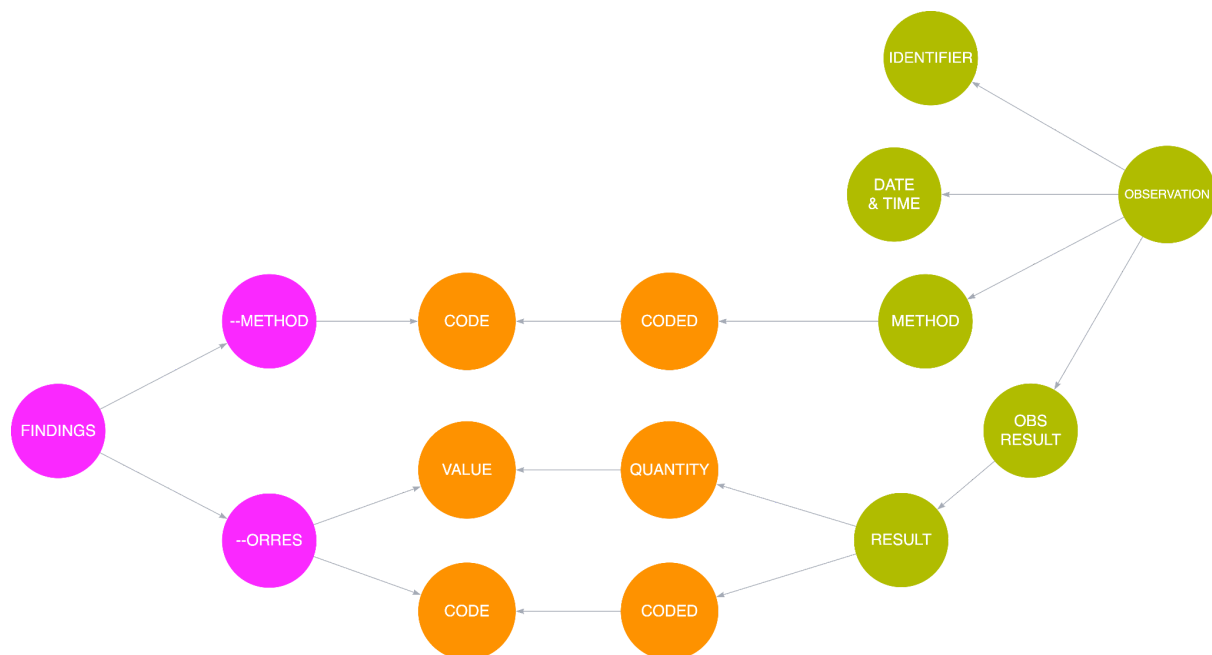 IDENTIFIER
DATE
& TIME
OBSERVATION
--METHOD
CODE
CODED
METHOD
FINDINGS
OBS
RESULT
VALUE
QUANTITY
--ORRES
RESULT
CODE
CODED